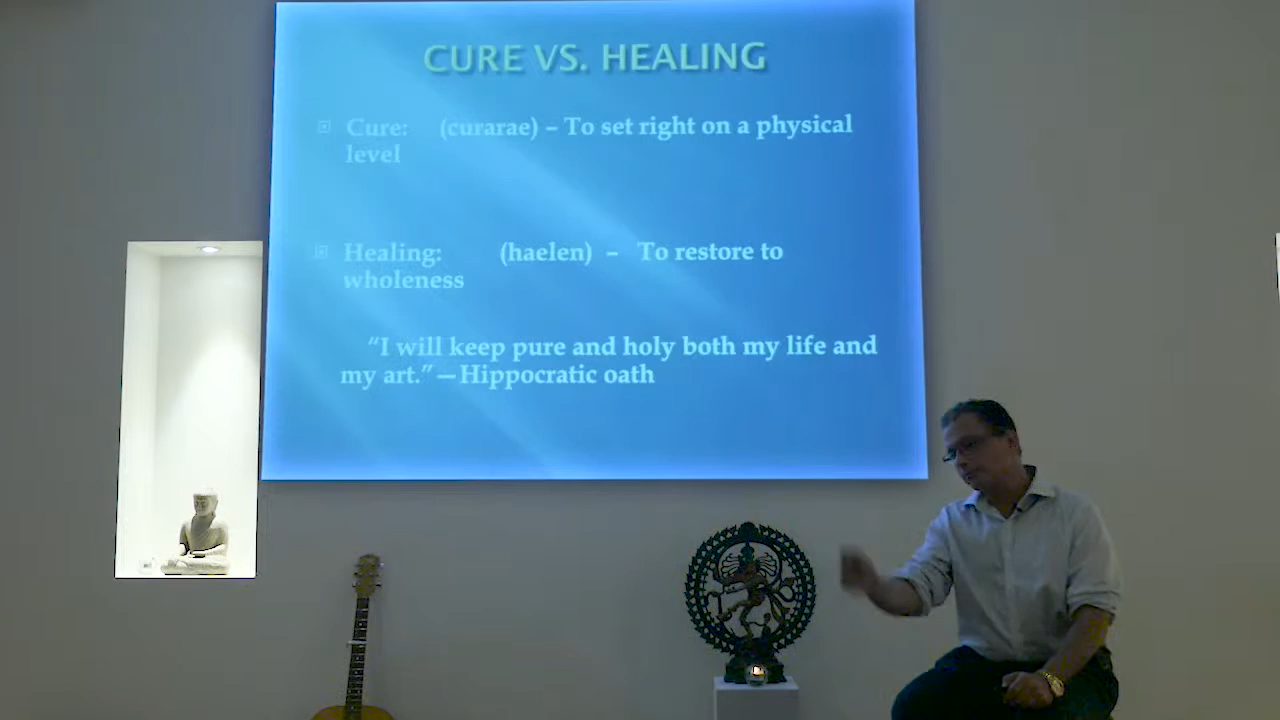 CURE VS. HEALING
Cure: (curarae) – To set right on a physical
level
Healing: (haelen) – To restore to
wholeness
“I will keep pure and holy both my life and
my art.”—Hippocratic oath